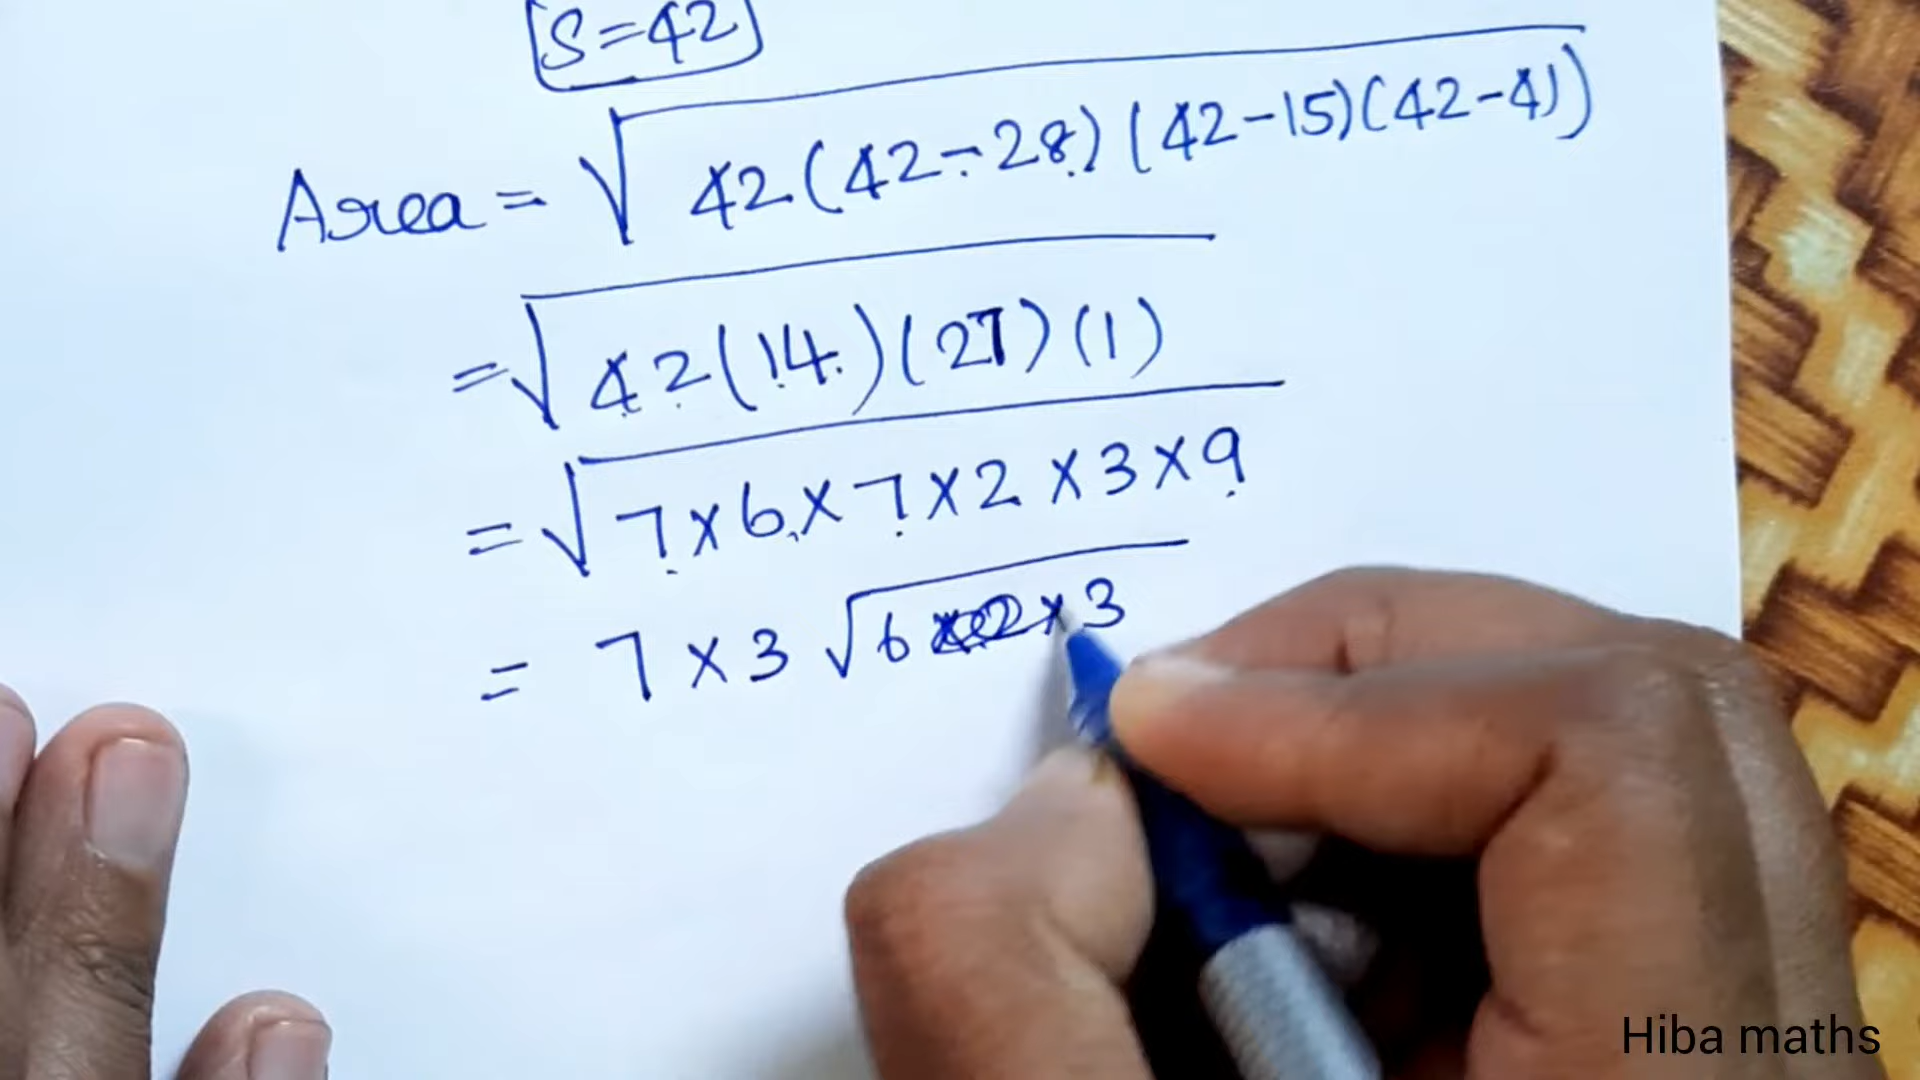 S=42
Area = √42(42-28)(42-15)(42-41)
=√42(14)(27)(1)
=√7×6×7×2×3×9
= 7×3 √6×2×3
Hiba maths